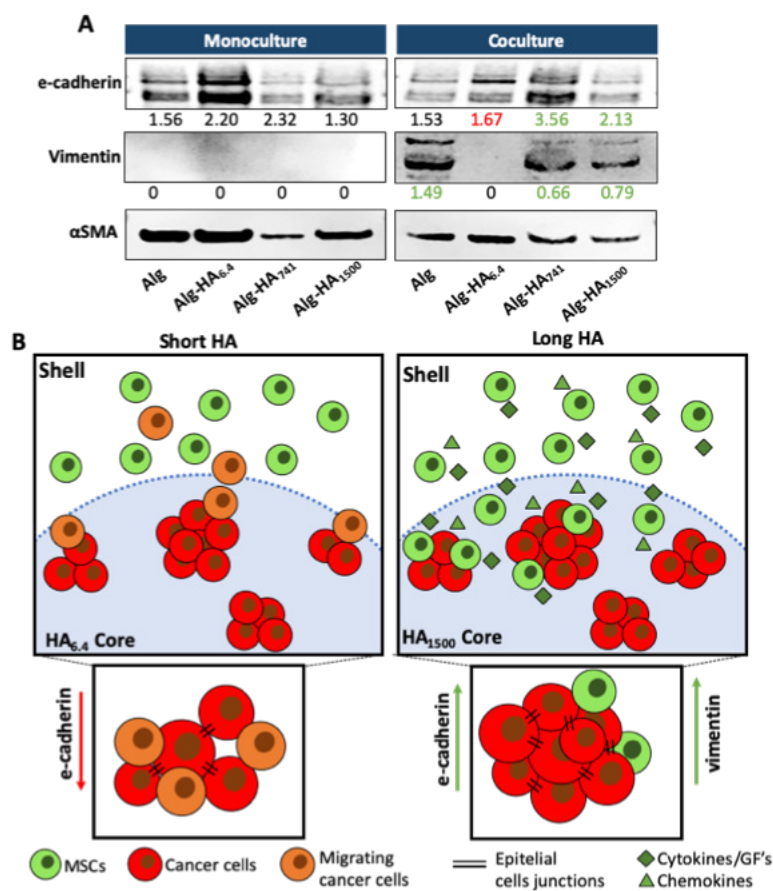 A
Monoculture Coculture
e-cadherin
1.56 2.20 2.32 1.30 1.53 1.67 3.56 2.13
Vimentin
0 0 0 0 1.49 0 0.66 0.79
αSMA
Alg Alg-HA6.4 Alg-HA741 Alg-HA1500 Alg Alg-HA6.4 Alg-HA741 Alg-HA1500
B
Short HA Long HA
Shell Shell
HA6.4 Core HA1500 Core
e-cadherin e-cadherin vimentin
MSCs Cancer cells Migrating cancer cells Epitelial cells junctions Cytokines/GF's
Chemokines